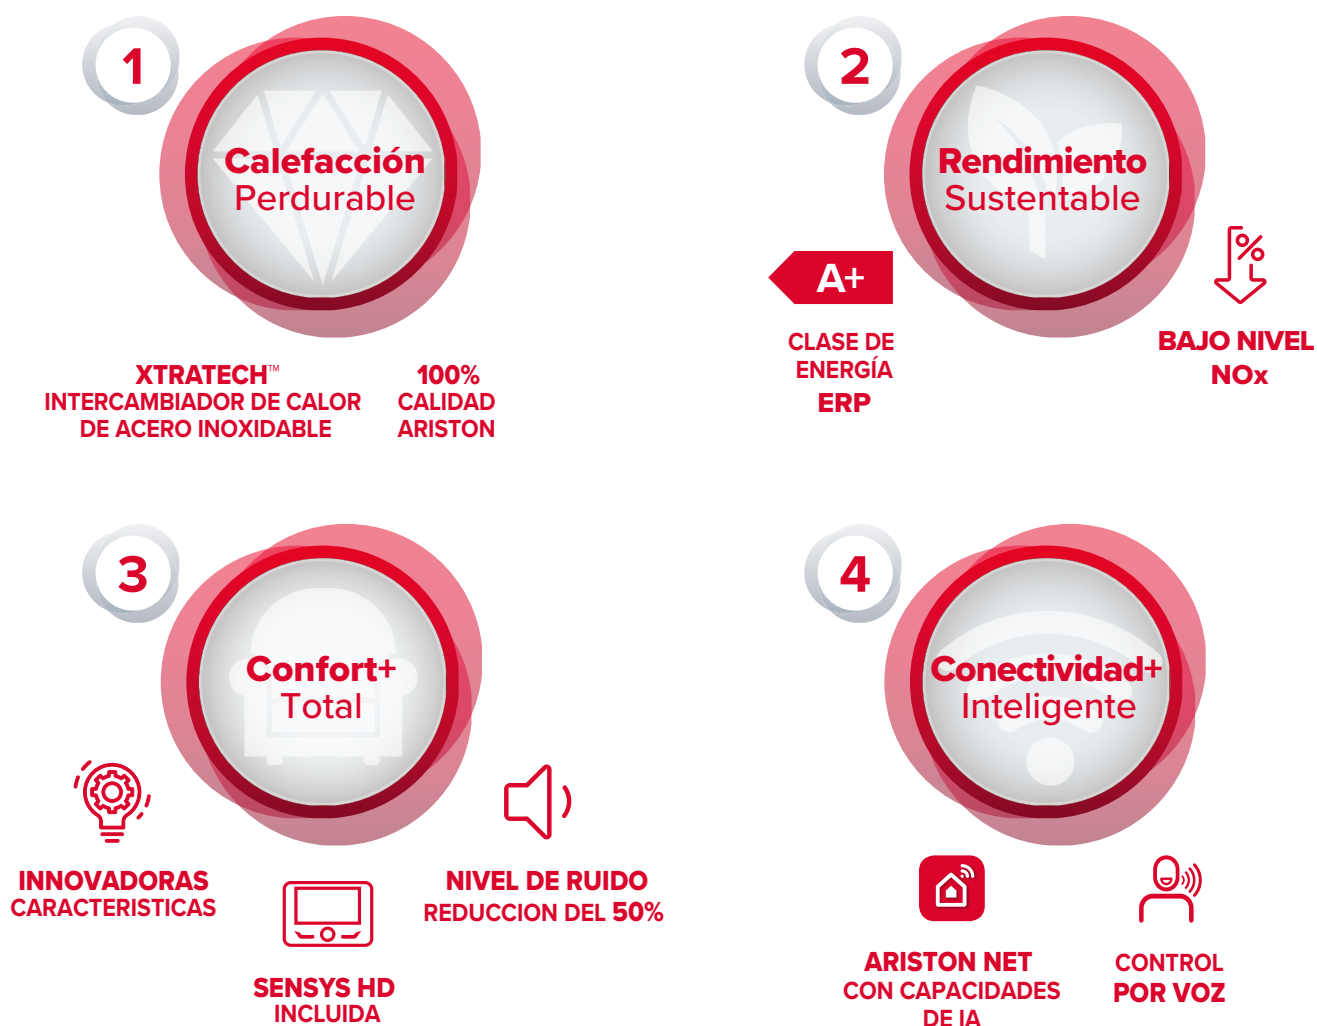 1
Calefacción
Perdurable
XTRATECH™
INTERCAMBIADOR DE CALOR
DE ACERO INOXIDABLE
100%
CALIDAD
ARISTON
2
Rendimiento
Sustentable
A+
CLASE DE
ENERGÍA
ERP
%
BAJO NIVEL
NOx
3
Confort+
Total
INNOVADORAS
CARACTERISTICAS
SENSYS HD
INCLUIDA
NIVEL DE RUIDO
REDUCCION DEL 50%
4
Conectividad+
Inteligente
ARISTON NET
CON CAPACIDADES
DE IA
CONTROL
POR VOZ